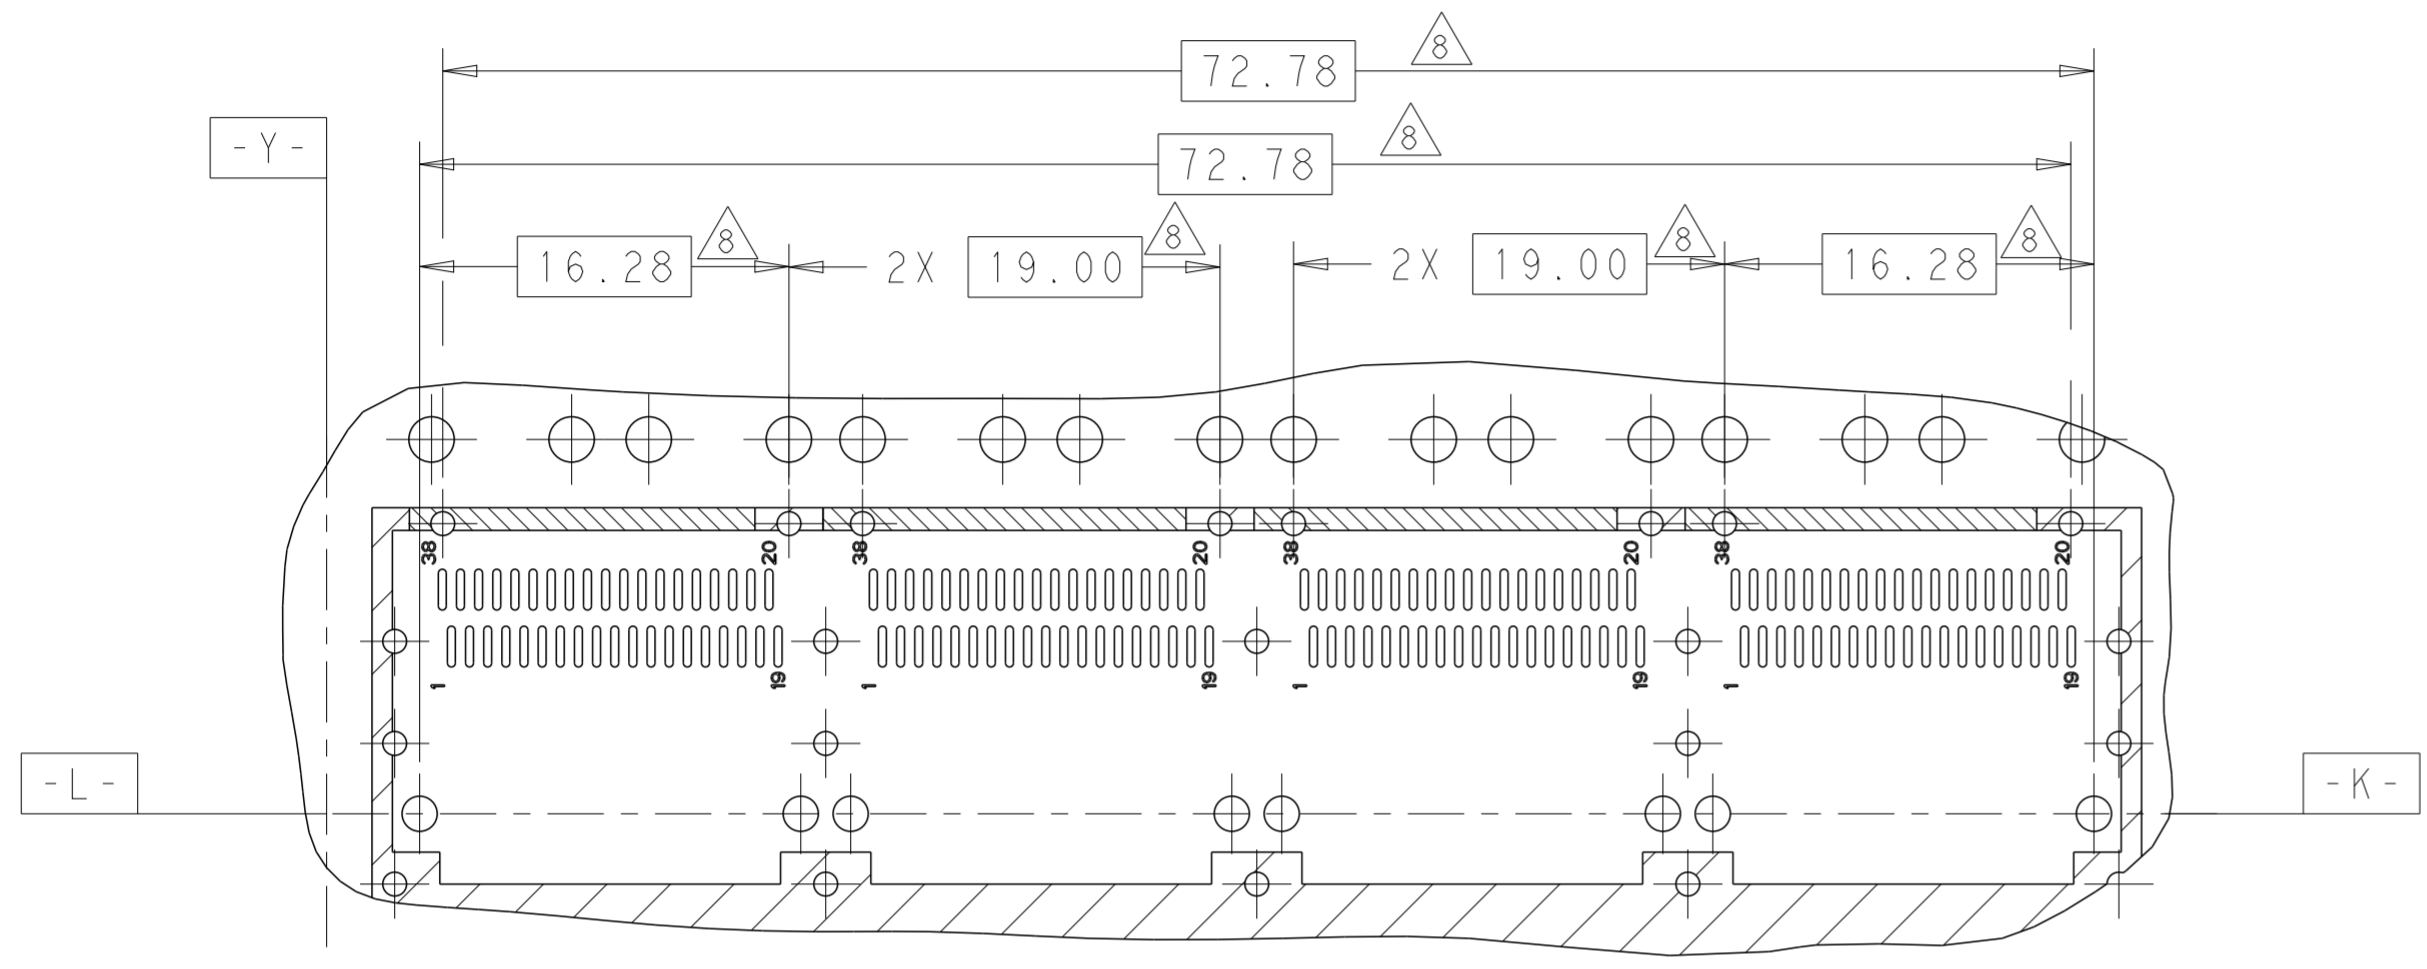 72.78 8
-Y-
72.78 8
16.28 8 2X 19.00 8 2X 19.00 8 16.28 8
38 20 38 20 38 20 38 20
1 19 1 19 1 19 1 19
-L- -K-